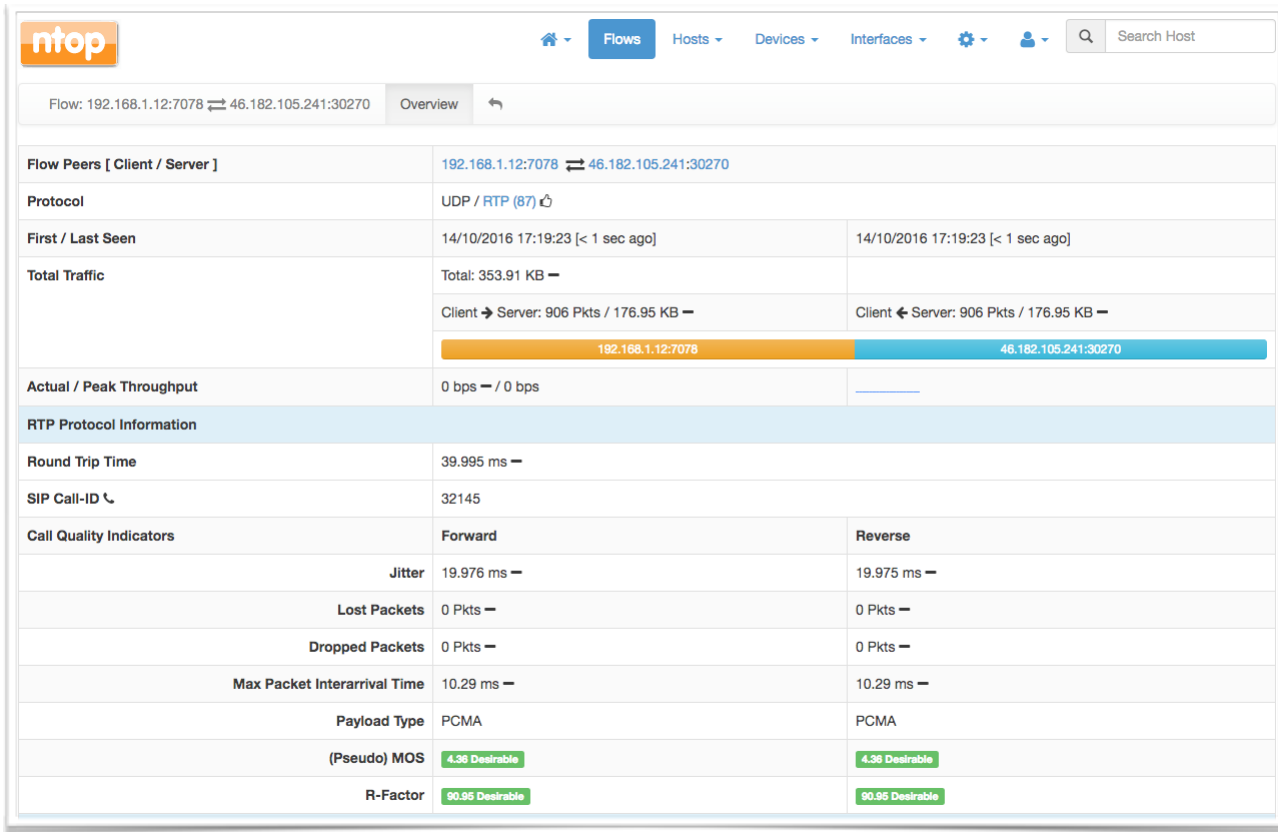 ntop
Flows Hosts Devices Interfaces Search Host
Flow: 192.168.1.12:7078 ⇄ 46.182.105.241:30270 Overview
Flow Peers [ Client / Server ] 192.168.1.12:7078 ⇄ 46.182.105.241:30270
Protocol UDP / RTP (87)
First / Last Seen 14/10/2016 17:19:23 [< 1 sec ago] 14/10/2016 17:19:23 [< 1 sec ago]
Total Traffic Total: 353.91 KB —
Client → Server: 906 Pkts / 176.95 KB — Client ← Server: 906 Pkts / 176.95 KB —
192.168.1.12:7078 46.182.105.241:30270
Actual / Peak Throughput 0 bps — / 0 bps
RTP Protocol Information
Round Trip Time 39.995 ms —
SIP Call-ID 32145
Call Quality Indicators Forward Reverse
Jitter 19.976 ms — 19.975 ms —
Lost Packets 0 Pkts — 0 Pkts —
Dropped Packets 0 Pkts — 0 Pkts —
Max Packet Interarrival Time 10.29 ms — 10.29 ms —
Payload Type PCMA PCMA
(Pseudo) MOS 4.36 Desirable 4.36 Desirable
R-Factor 90.95 Desirable 90.95 Desirable